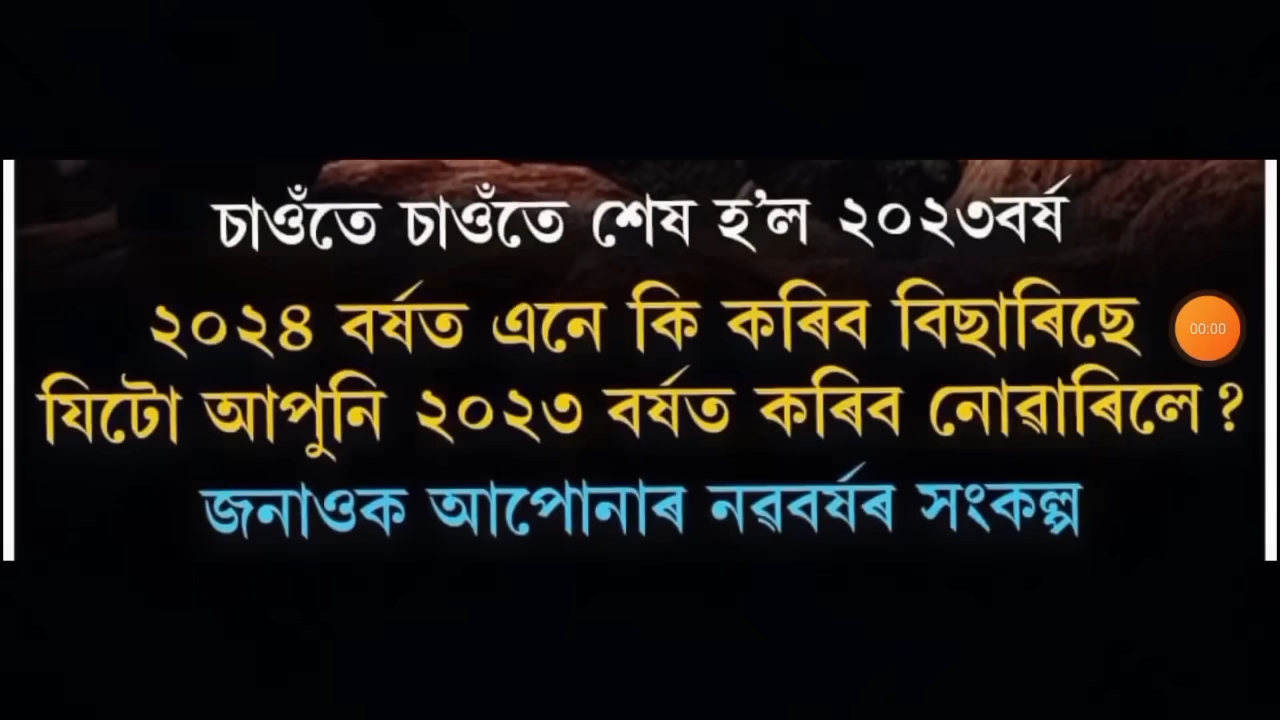 চাওঁতে চাওঁতে শেষ হ'ল ২০২৩বৰ্ষ
২০২৪ বৰ্ষত এনে কি কৰিব বিছাৰিছে
00:00
যিটো আপুনি ২০২৩ বৰ্ষত কৰিব নোৱাৰিলে ?
জনাওক আপোনাৰ নৱবৰ্ষৰ সংকল্প